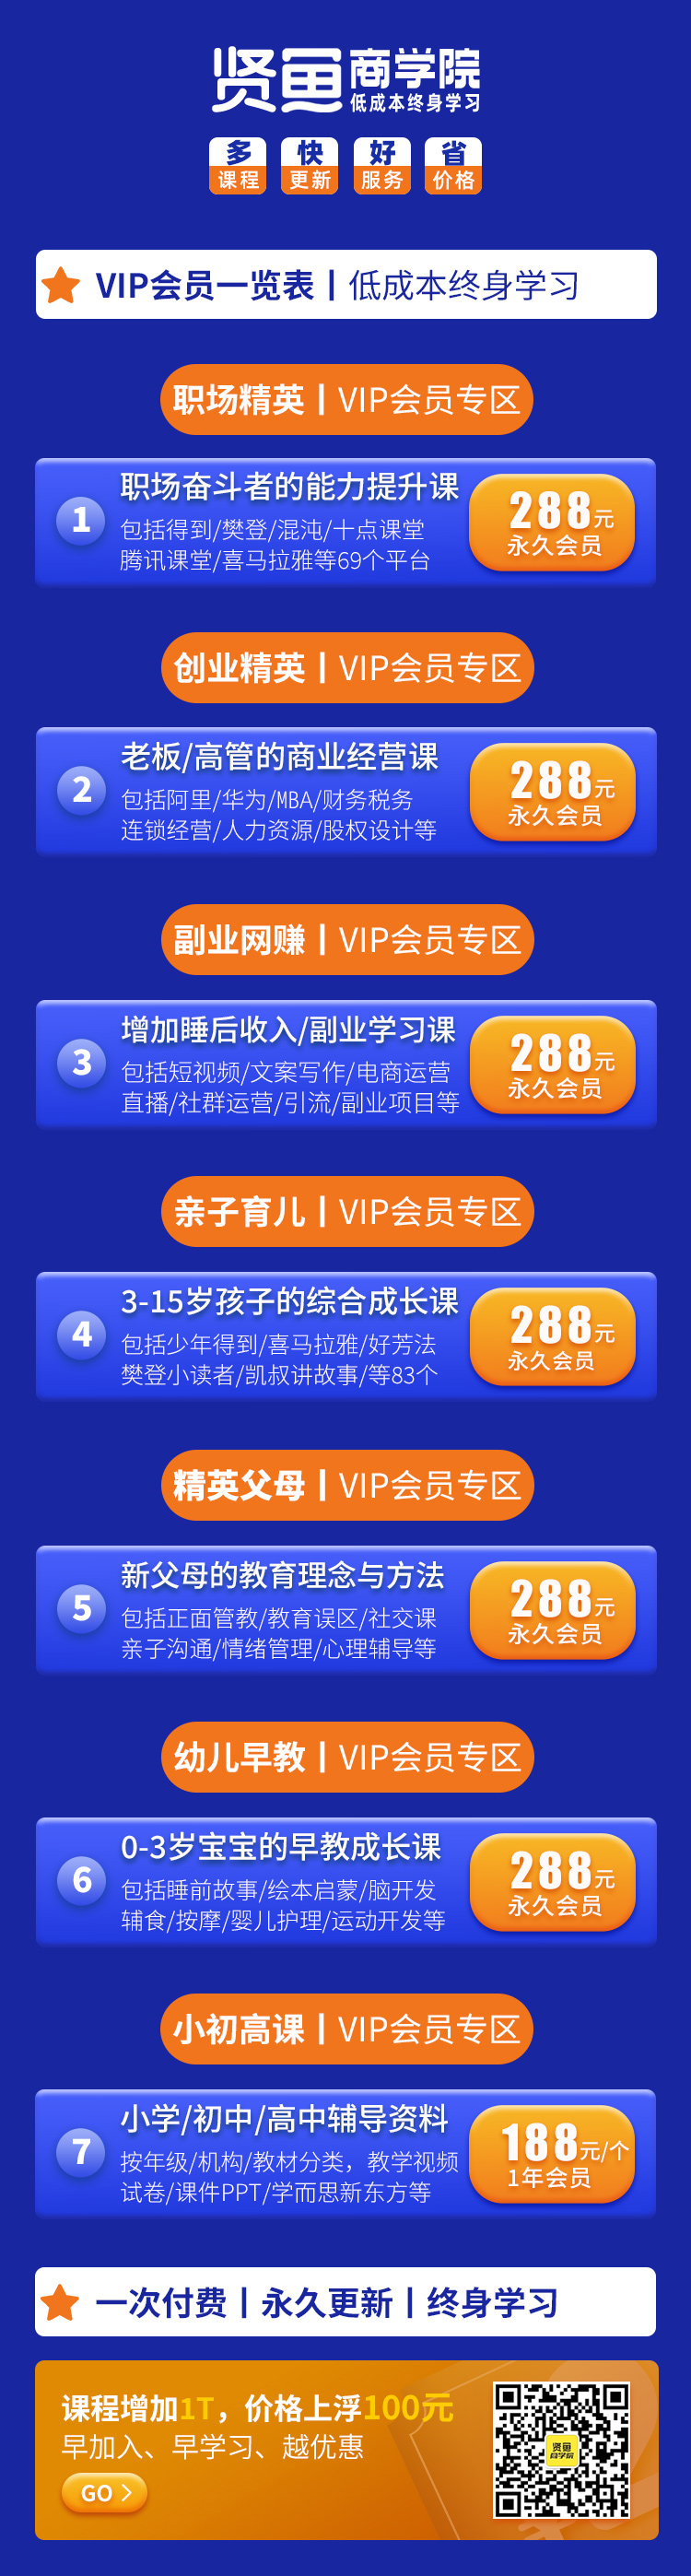 贤鱼商学院
低成本终身学习
多 快 好 省
课程 更新 服务 价格
VIP会员一览表丨低成本终身学习
职场精英丨VIP会员专区
1
职场奋斗者的能力提升课
包括得到/樊登/混沌/十点课堂
腾讯课堂/喜马拉雅等69个平台
288元
永久会员
创业精英丨VIP会员专区
2
老板/高管的商业经营课
包括阿里/华为/MBA/财务税务
连锁经营/人力资源/股权设计等
288元
永久会员
副业网赚丨VIP会员专区
3
增加睡后收入/副业学习课
包括短视频/文案写作/电商运营
直播/社群运营/引流/副业项目等
288元
永久会员
亲子育儿丨VIP会员专区
4
3-15岁孩子的综合成长课
包括少年得到/喜马拉雅/好芳法
樊登小读者/凯叔讲故事/等83个
288元
永久会员
精英父母丨VIP会员专区
5
新父母的教育理念与方法
包括正面管教/教育误区/社交课
亲子沟通/情绪管理/心理辅导等
288元
永久会员
幼儿早教丨VIP会员专区
6
0-3岁宝宝的早教成长课
包括睡前故事/绘本启蒙/脑开发
辅食/按摩/婴儿护理/运动开发等
288元
永久会员
小初高课丨VIP会员专区
7
小学/初中/高中辅导资料
按年级/机构/教材分类，教学视频
试卷/课件PPT/学而思新东方等
188元/个
1年会员
一次付费丨永久更新丨终身学习
课程增加1T，价格上浮100元
早加入、早学习、越优惠
GO
贤鱼
商学院